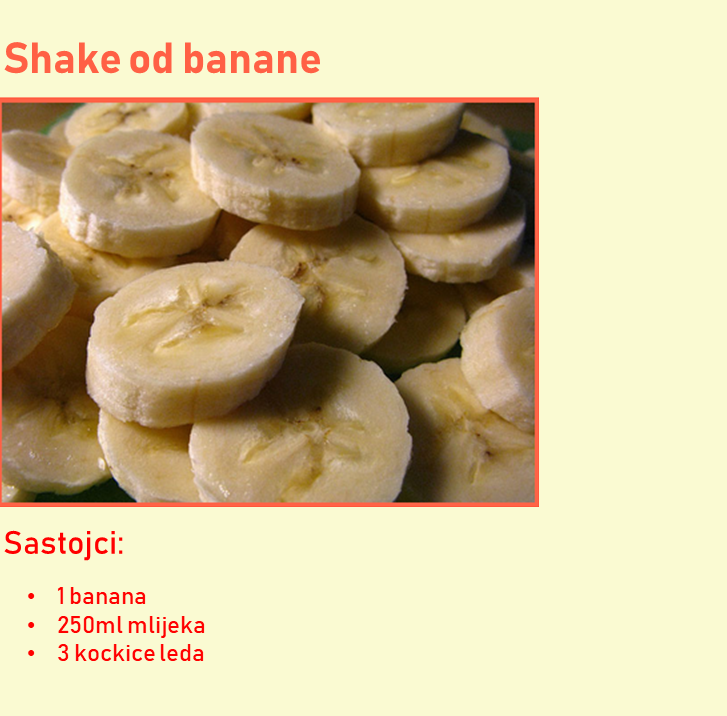 Shake od banane
Sastojci:
• 1 banana
• 250ml mlijeka
• 3 kockice leda